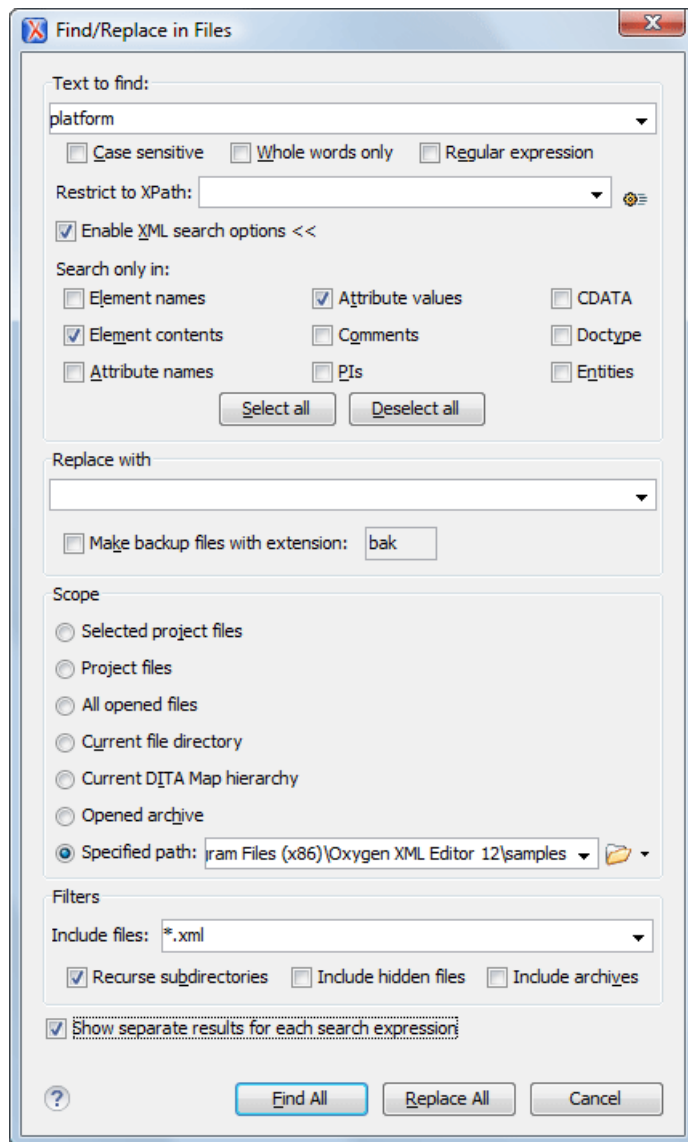 Find/Replace in Files
Text to find:
platform
Case sensitive Whole words only Regular expression
Restrict to XPath:
Enable XML search options <<
Search only in:
Element names Attribute values CDATA
Element contents Comments Doctype
Attribute names PIs Entities
Select all Deselect all
Replace with
Make backup files with extension: bak
Scope
Selected project files
Project files
All opened files
Current file directory
Current DITA Map hierarchy
Opened archive
Specified path: ram Files (x86)\Oxygen XML Editor 12\samples
Filters
Include files: *.xml
Recurse subdirectories Include hidden files Include archives
Show separate results for each search expression
? Find All Replace All Cancel